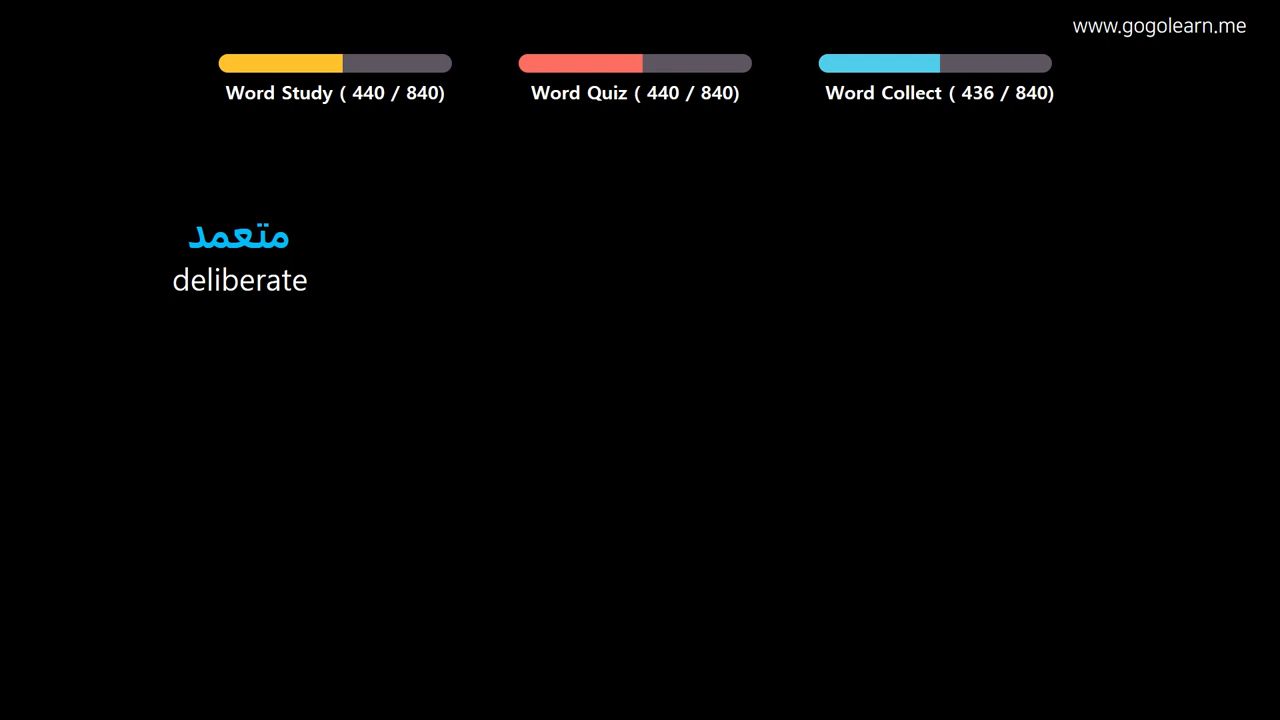 www.gogolearn.me
Word Study ( 440 / 840)
Word Quiz ( 440 / 840)
Word Collect ( 436 / 840)
متعمد
deliberate